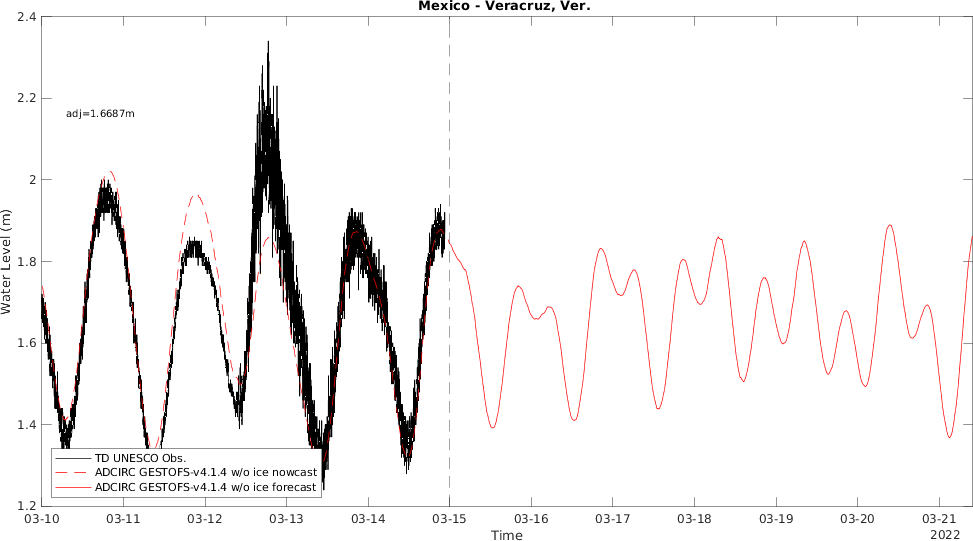 Mexico - Veracruz, Ver.
2.4
2.2
2
1.8
1.6
1.4
1.2
Water Level (m)
adj=1.6687m
TD UNESCO Obs.
ADCIRC GESTOFS-v4.1.4 w/o ice nowcast
ADCIRC GESTOFS-v4.1.4 w/o ice forecast
03-10 03-11 03-12 03-13 03-14 03-15 03-16 03-17 03-18 03-19 03-20 03-21
2022
Time